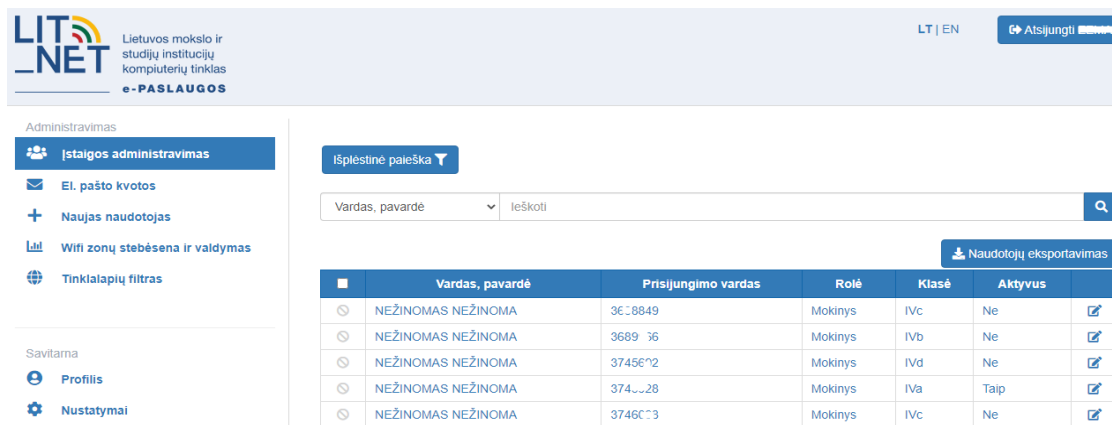 LIT
_NET
Lietuvos mokslo ir
studijų institucijų
kompiuterių tinklas
e-PASLAUGOS
LT | EN
Atsijungti
Administravimas
Įstaigos administravimas
El. pašto kvotos
Naujas naudotojas
Wifi zonų stebėsena ir valdymas
Tinklalapių filtras
Savitarna
Profilis
Nustatymai
Išplėstinė paieška
Vardas, pavardė Ieškoti
Naudotojų eksportavimas
Vardas, pavardė Prisijungimo vardas Rolė Klasė Aktyvus
NEŽINOMAS NEŽINOMA Mokinys IVc Ne
NEŽINOMAS NEŽINOMA Mokinys IVb Ne
NEŽINOMAS NEŽINOMA Mokinys IVd Ne
NEŽINOMAS NEŽINOMA Mokinys IVa Taip
NEŽINOMAS NEŽINOMA Mokinys IVc Ne